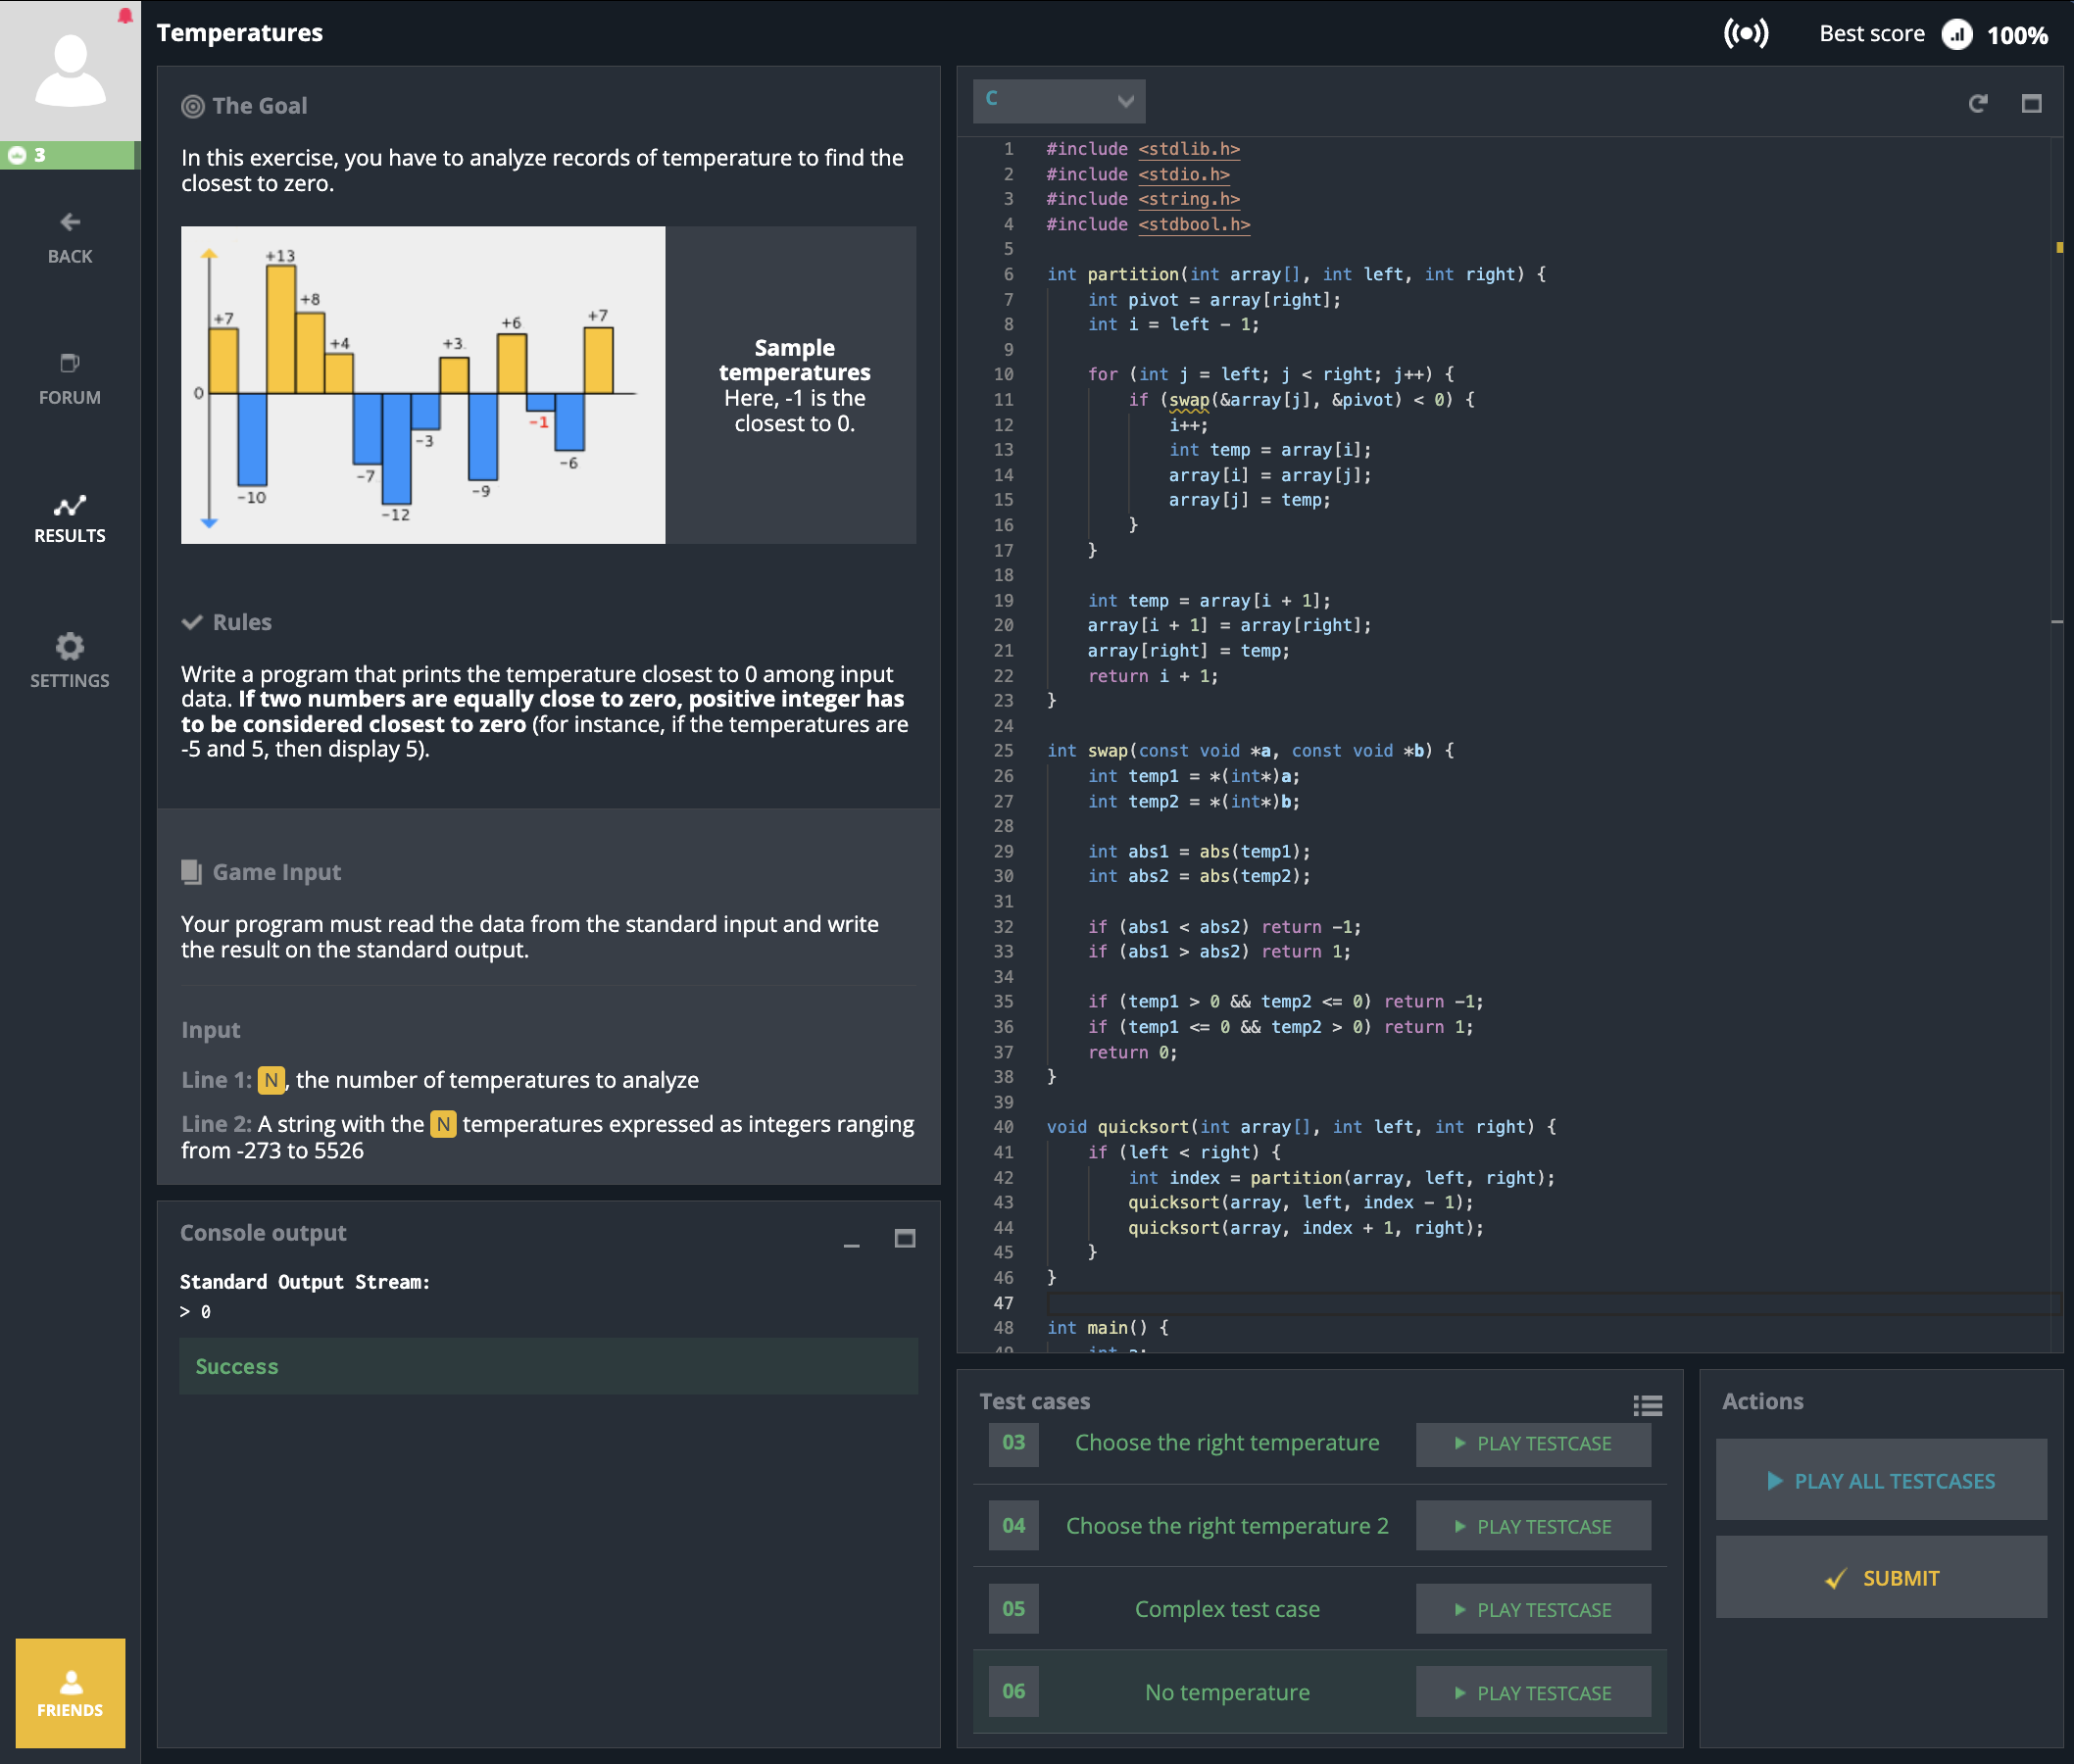 Temperatures
Best score 100%
3
BACK
FORUM
RESULTS
SETTINGS
FRIENDS
The Goal
In this exercise, you have to analyze records of temperature to find the
closest to zero.
+13
+8
+7
+4
+3.
+6
+7
0
-10
-7
-12
-3
-9
-1
-6
Sample
temperatures
Here, -1 is the
closest to 0.
Rules
Write a program that prints the temperature closest to 0 among input
data. If two numbers are equally close to zero, positive integer has
to be considered closest to zero (for instance, if the temperatures are
-5 and 5, then display 5).
Game Input
Your program must read the data from the standard input and write
the result on the standard output.
Input
Line 1: N, the number of temperatures to analyze
Line 2: A string with the N temperatures expressed as integers ranging
from -273 to 5526
Console output
Standard Output Stream:
> 0
Success
C
1 #include <stdlib.h>
2 #include <stdio.h>
3 #include <string.h>
4 #include <stdbool.h>
5
6 int partition(int array[], int left, int right) {
7 int pivot = array[right];
8 int i = left - 1;
9
10 for (int j = left; j < right; j++) {
11 if (swap(&array[j], &pivot) < 0) {
12 i++;
13 int temp = array[i];
14 array[i] = array[j];
15 array[j] = temp;
16 }
17 }
18
19 int temp = array[i + 1];
20 array[i + 1] = array[right];
21 array[right] = temp;
22 return i + 1;
23 }
24
25 int swap(const void *a, const void *b) {
26 int temp1 = *(int*)a;
27 int temp2 = *(int*)b;
28
29 int abs1 = abs(temp1);
30 int abs2 = abs(temp2);
31
32 if (abs1 < abs2) return -1;
33 if (abs1 > abs2) return 1;
34
35 if (temp1 > 0 && temp2 <= 0) return -1;
36 if (temp1 <= 0 && temp2 > 0) return 1;
37 return 0;
38 }
39
40 void quicksort(int array[], int left, int right) {
41 if (left < right) {
42 int index = partition(array, left, right);
43 quicksort(array, left, index - 1);
44 quicksort(array, index + 1, right);
45 }
46 }
47
48 int main() {
Test cases
03 Choose the right temperature PLAY TESTCASE
04 Choose the right temperature 2 PLAY TESTCASE
05 Complex test case PLAY TESTCASE
06 No temperature PLAY TESTCASE
Actions
PLAY ALL TESTCASES
SUBMIT